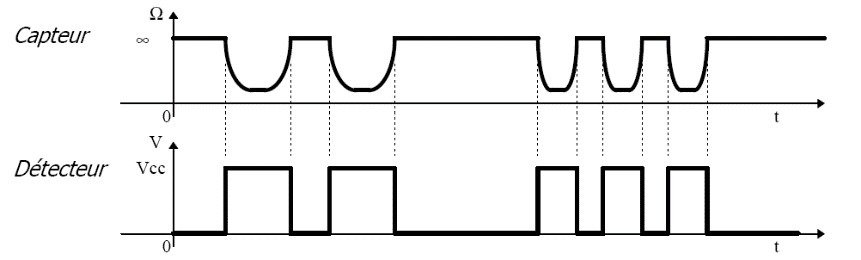 Ω
Capteur ∞
0 t
V
Détecteur Vcc
0 t